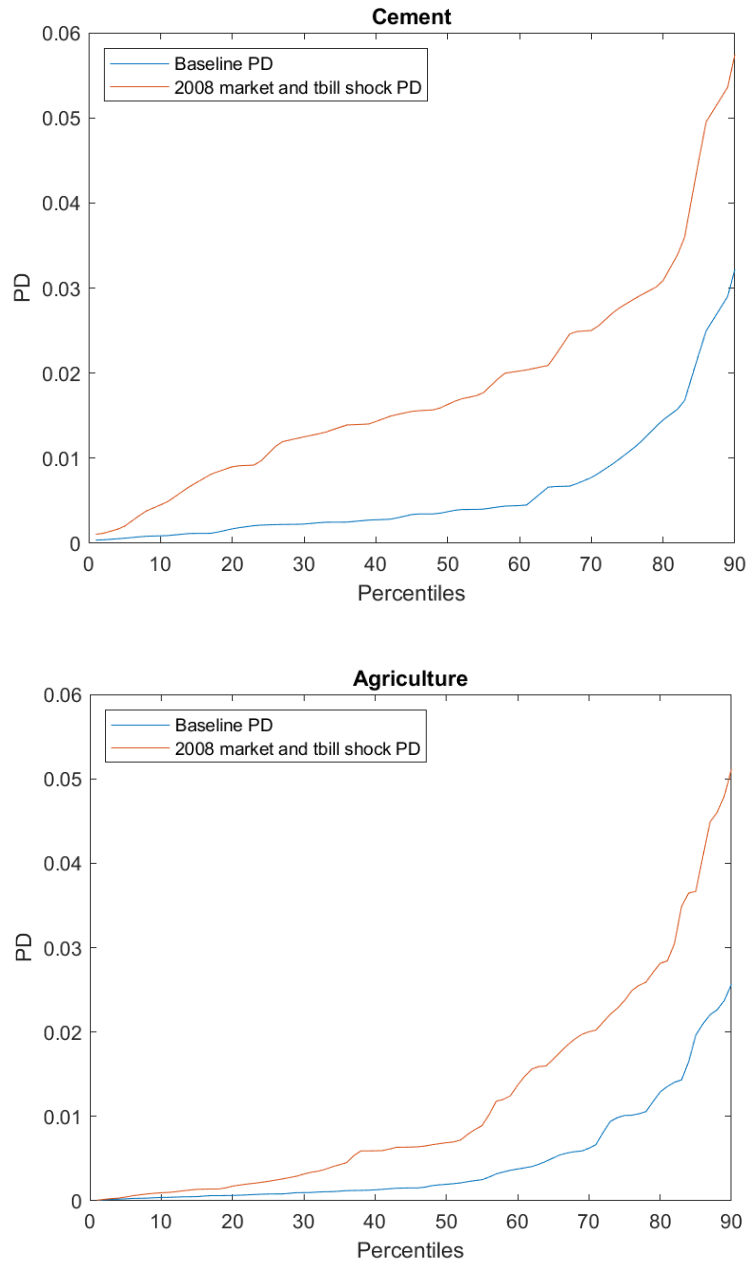 Cement
0.06
Baseline PD
2008 market and tbill shock PD
0.05
0.04
0.03
0.02
0.01
0
PD
0 10 20 30 40 50 60 70 80 90
Percentiles
Agriculture
0.06
Baseline PD
2008 market and tbill shock PD
0.05
0.04
0.03
0.02
0.01
0
PD
0 10 20 30 40 50 60 70 80 90
Percentiles